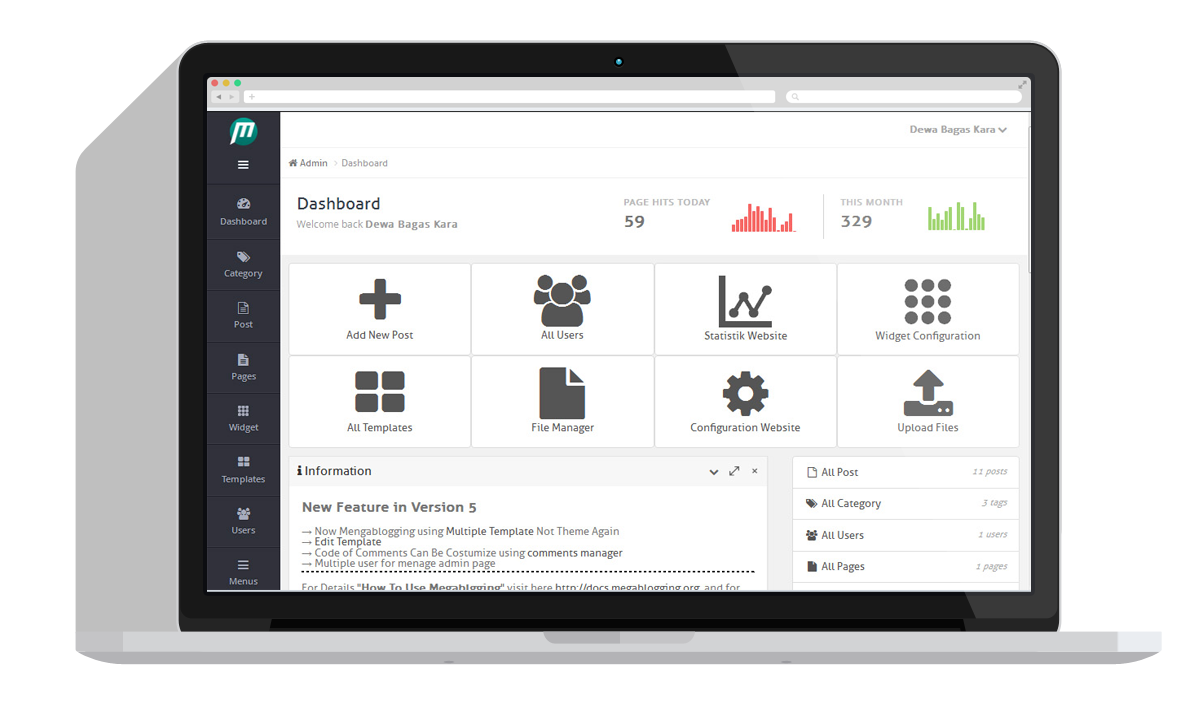 Dewa Bagas Kara
Admin > Dashboard
Dashboard
Welcome back Dewa Bagas Kara
PAGE HITS TODAY
59
THIS MONTH
329
Dashboard
Category
Post
Pages
Widget
Templates
Users
Menus
Add New Post
All Users
Statistik Website
Widget Configuration
All Templates
File Manager
Configuration Website
Upload Files
Information
New Feature in Version 5
→ Now Mengablogging using Multiple Template Not Theme Again
→ Edit Template
→ Code of Comments Can Be Costumize using comments manager
→ Multiple user for menage admin page
For Details "How To Use Megablogging" visit here http://docs.megablogging.org, and for
All Post 11 posts
All Category 3 tags
All Users 1 users
All Pages 1 pages